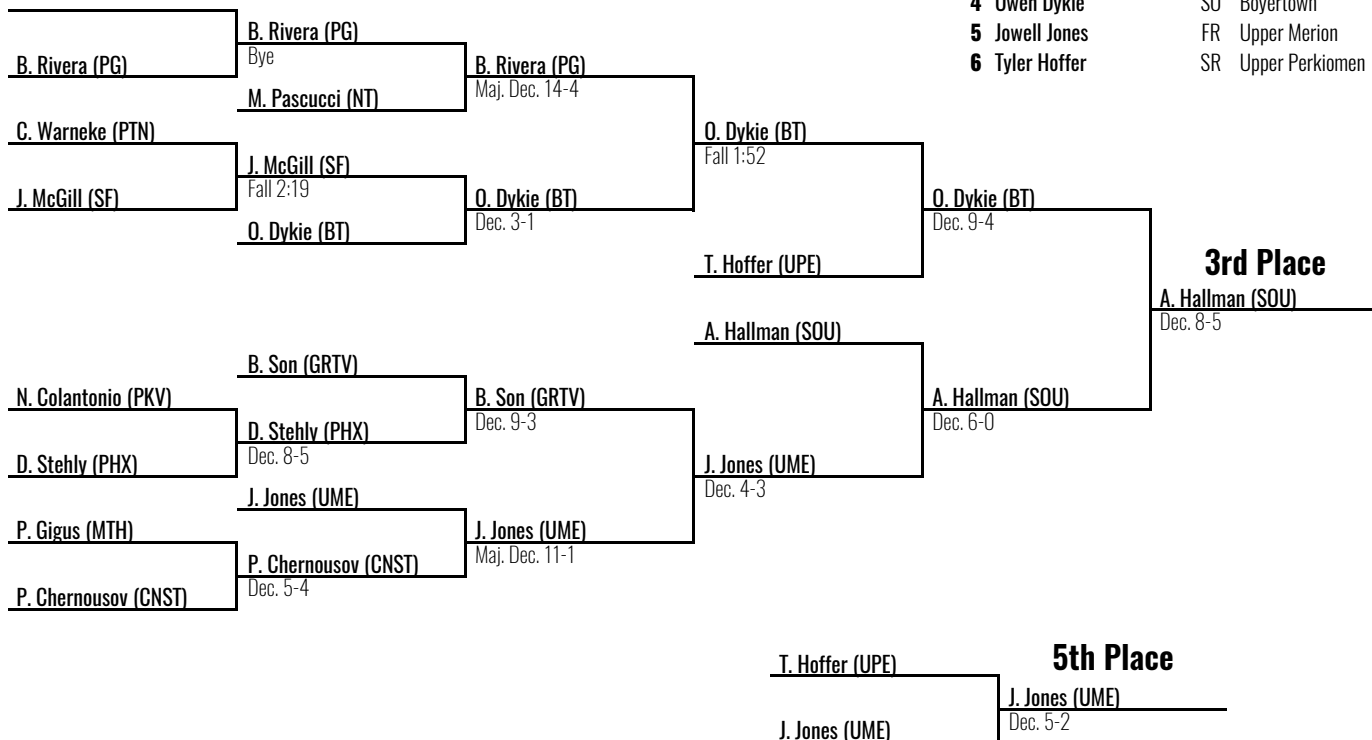 4 Owen Dykie SO Boyertown
5 Jowell Jones FR Upper Merion
6 Tyler Hoffer SR Upper Perkiomen
B. Rivera (PG)
Bye
B. Rivera (PG)
B. Rivera (PG)
Maj. Dec. 14-4
M. Pascucci (NT)
C. Warneke (PTN)
O. Dykie (BT)
Fall 1:52
J. McGill (SF)
Fall 2:19
J. McGill (SF)
O. Dykie (BT)
Dec. 3-1
O. Dykie (BT)
Dec. 9-4
O. Dykie (BT)
T. Hoffer (UPE)
3rd Place
A. Hallman (SOU)
Dec. 8-5
A. Hallman (SOU)
B. Son (GRTV)
N. Colantonio (PKV)
B. Son (GRTV)
Dec. 9-3
A. Hallman (SOU)
Dec. 6-0
D. Stehly (PHX)
Dec. 8-5
D. Stehly (PHX)
J. Jones (UME)
Dec. 4-3
J. Jones (UME)
P. Gigus (MTH)
J. Jones (UME)
Maj. Dec. 11-1
P. Chernousov (CNST)
Dec. 5-4
P. Chernousov (CNST)
T. Hoffer (UPE)
5th Place
J. Jones (UME)
Dec. 5-2
J. Jones (UME)